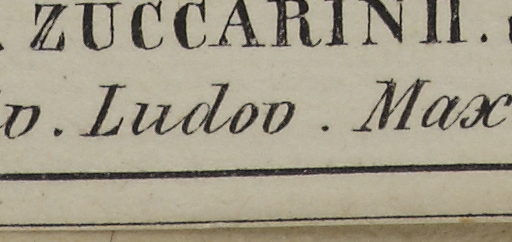 . ZUCCARINII.
v. Ludov. Max